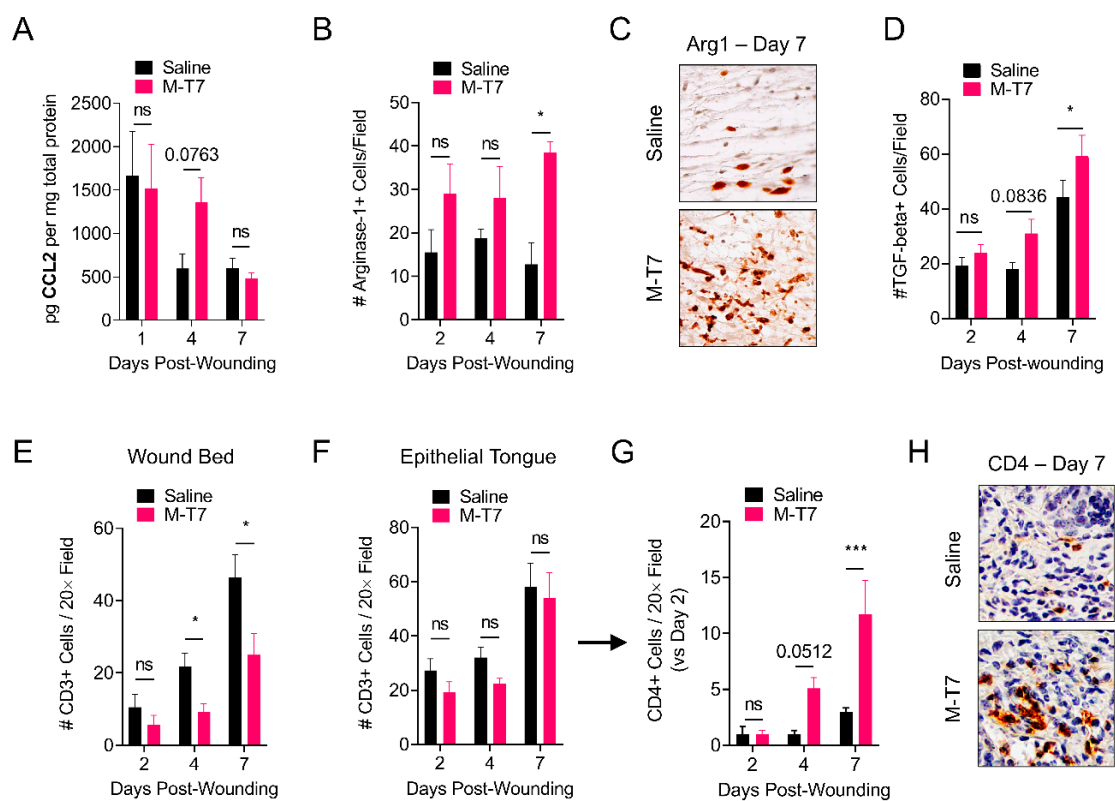 A
Saline
M-T7
pg CCL2 per mg total protein
2500
2000
1500
1000
500
0
ns
0.0763
ns
1 4 7
Days Post-Wounding
B
Saline
M-T7
# Arginase-1+ Cells/Field
50
40
30
20
10
0
ns
ns
*
2 4 7
Days Post-Wounding
C
Arg1 – Day 7
Saline
M-T7
D
Saline
M-T7
#TGF-beta+ Cells/Field
80
60
40
20
0
ns
0.0836
*
2 4 7
Days Post-wounding
E
Wound Bed
Saline
M-T7
# CD3+ Cells / 20× Field
60
40
20
0
ns
*
*
2 4 7
Days Post-Wounding
F
Epithelial Tongue
Saline
M-T7
# CD3+ Cells / 20× Field
80
60
40
20
0
ns
ns
ns
2 4 7
Days Post-Wounding
G
Saline
M-T7
CD4+ Cells / 20× Field
(vs Day 2)
20
15
10
5
0
ns
0.0512
***
2 4 7
Days Post-Wounding
H
CD4 – Day 7
Saline
M-T7